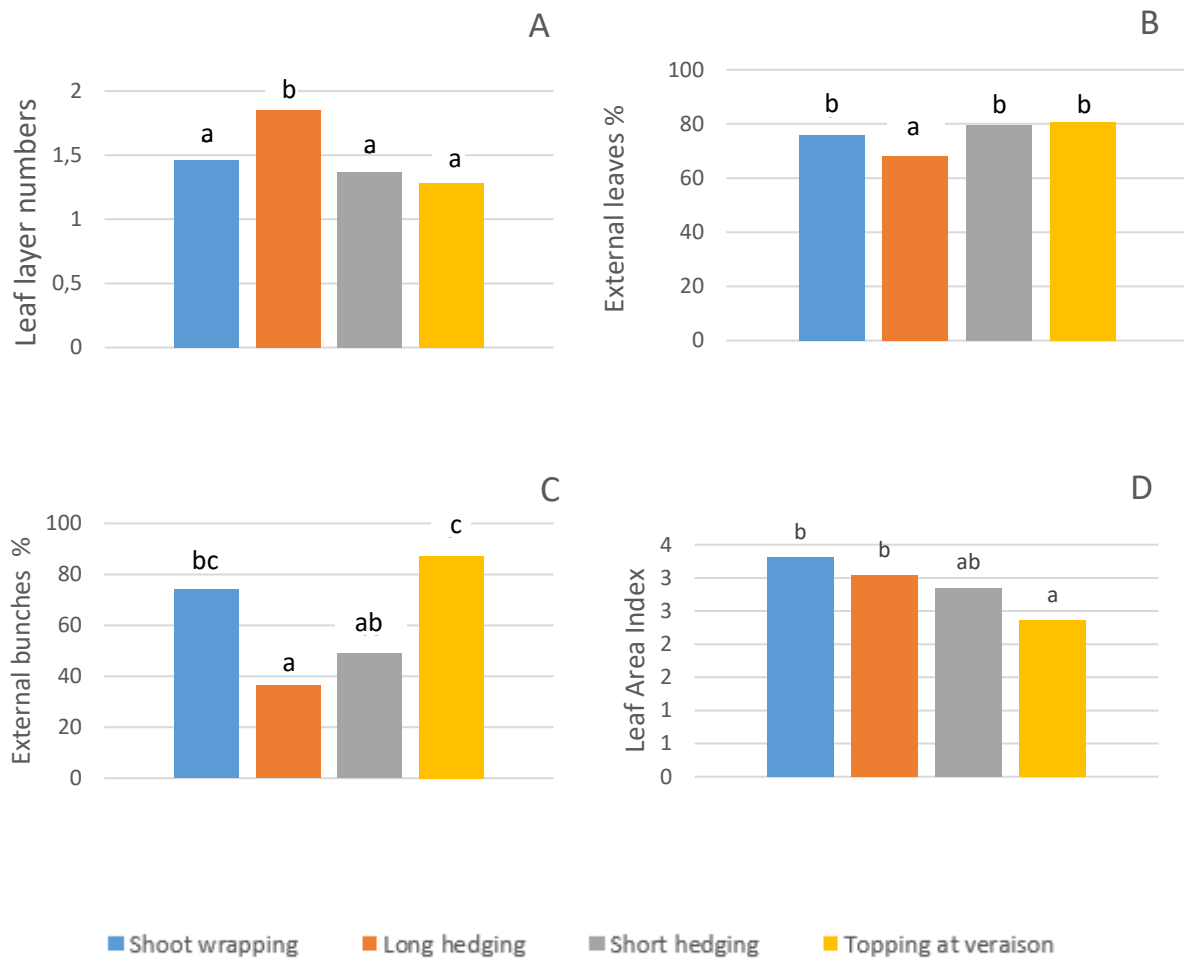 A
Leaf layer numbers
2
1,5
1
0,5
0
a
b
a
a
B
External leaves %
100
80
60
40
20
0
b
a
b
b
C
External bunches %
100
80
60
40
20
0
bc
a
ab
c
D
Leaf Area Index
4
3
3
2
2
1
1
0
b
b
ab
a
Shoot wrapping Long hedging Short hedging Topping at veraison